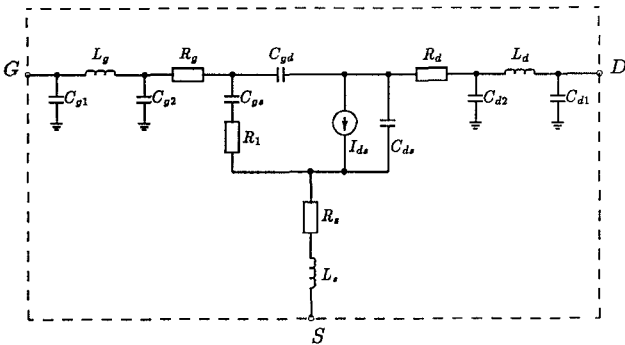 L_g R_g C_gd R_d L_d
G D
C_g1 C_g2 C_gs C_d2 C_d1
R_1 I_ds C_ds
R_s
L_s
S